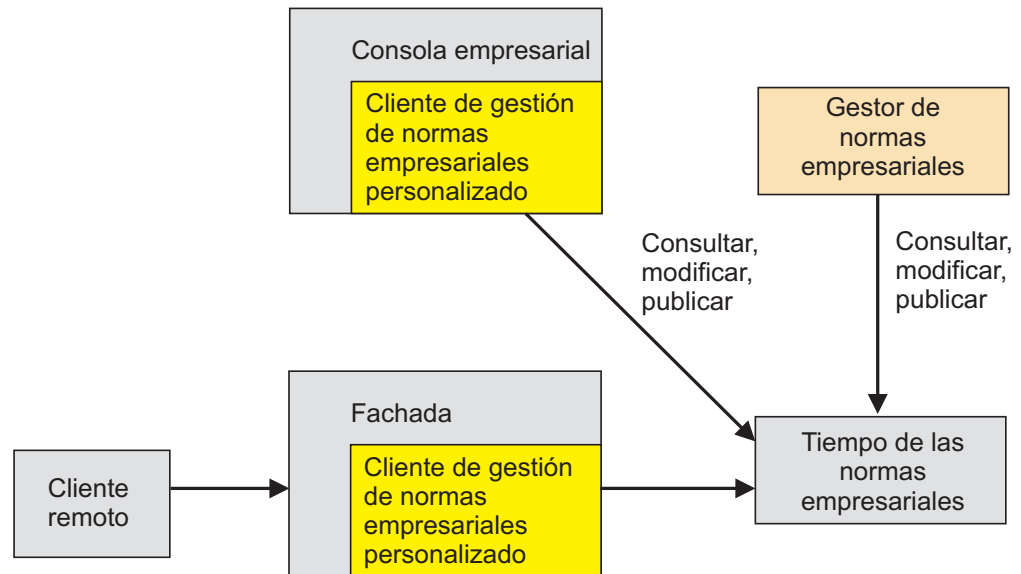 Consola empresarial
Cliente de gestión
de normas
empresariales
personalizado
Gestor de
normas
empresariales
Consultar,
modificar,
publicar
Consultar,
modificar,
publicar
Fachada
Cliente de gestión
de normas
empresariales
personalizado
Cliente
remoto
Tiempo de las
normas
empresariales